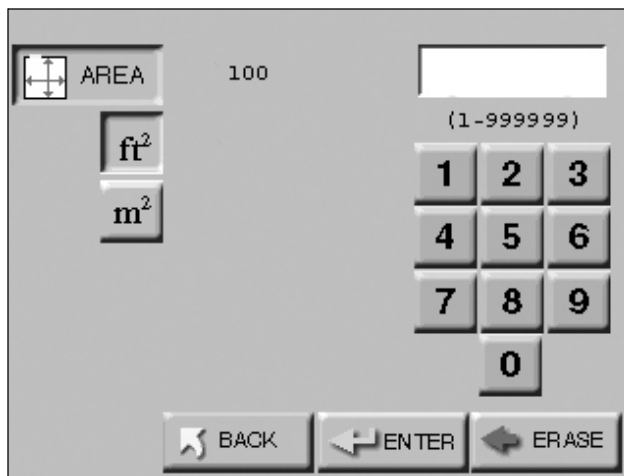 AREA 100
(1-999999)
ft²
1 2 3
m²
4 5 6
7 8 9
0
BACK ENTER ERASE